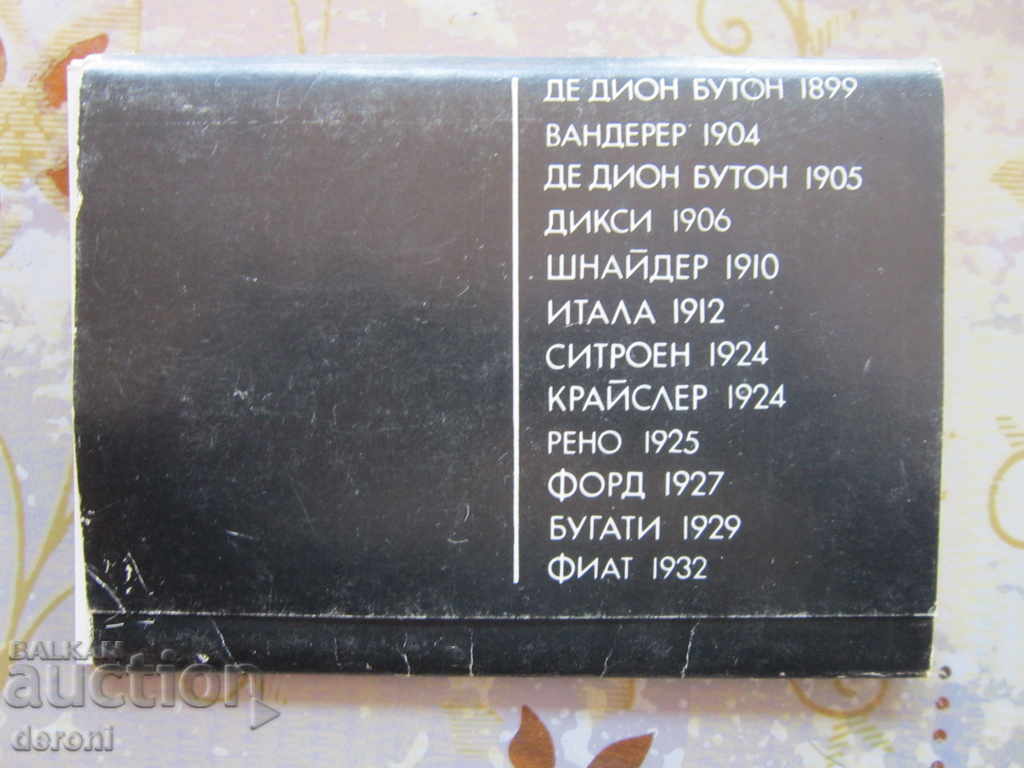 ДЕ ДИОН БУТОН 1899
ВАНДЕРЕР 1904
ДЕ ДИОН БУТОН 1905
ДИКСИ 1906
ШНАЙДЕР 1910
ИТАЛА 1912
СИТРОЕН 1924
КРАЙСЛЕР 1924
РЕНО 1925
ФОРД 1927
БУГАТИ 1929
ФИАТ 1932
BALKAN
auction
deroni